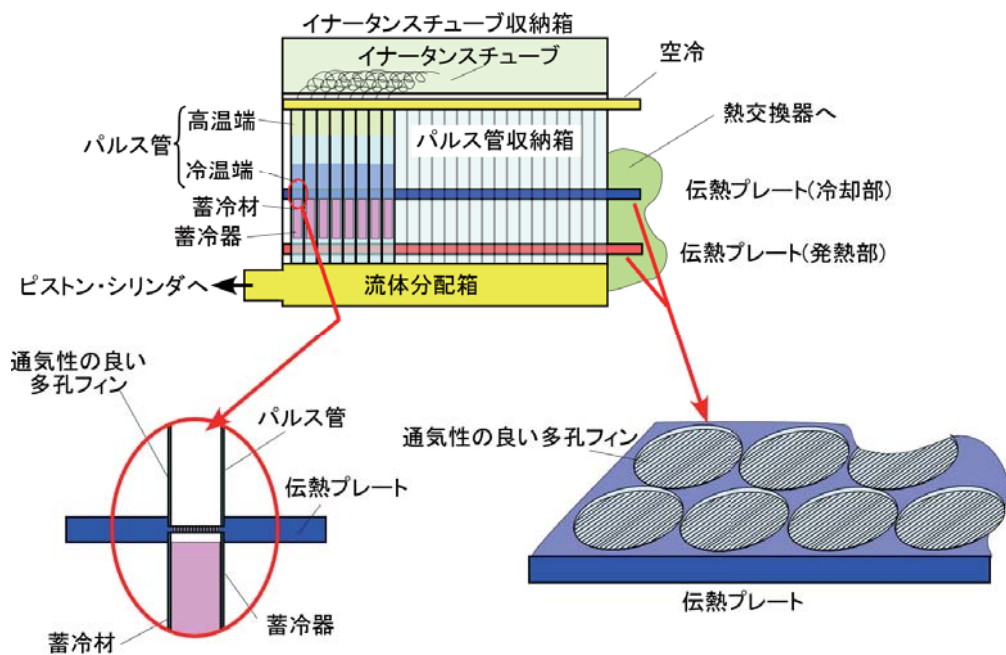 イナータンスチューブ収納箱
イナータンスチューブ
空冷
高温端
パルス管
冷温端
パルス管収納箱
熱交換器へ
蓄冷材
蓄冷器
伝熱プレート(冷却部)
伝熱プレート(発熱部)
ピストン・シリンダへ
流体分配箱
通気性の良い
多孔フィン
パルス管
伝熱プレート
蓄冷材
蓄冷器
通気性の良い多孔フィン
伝熱プレート